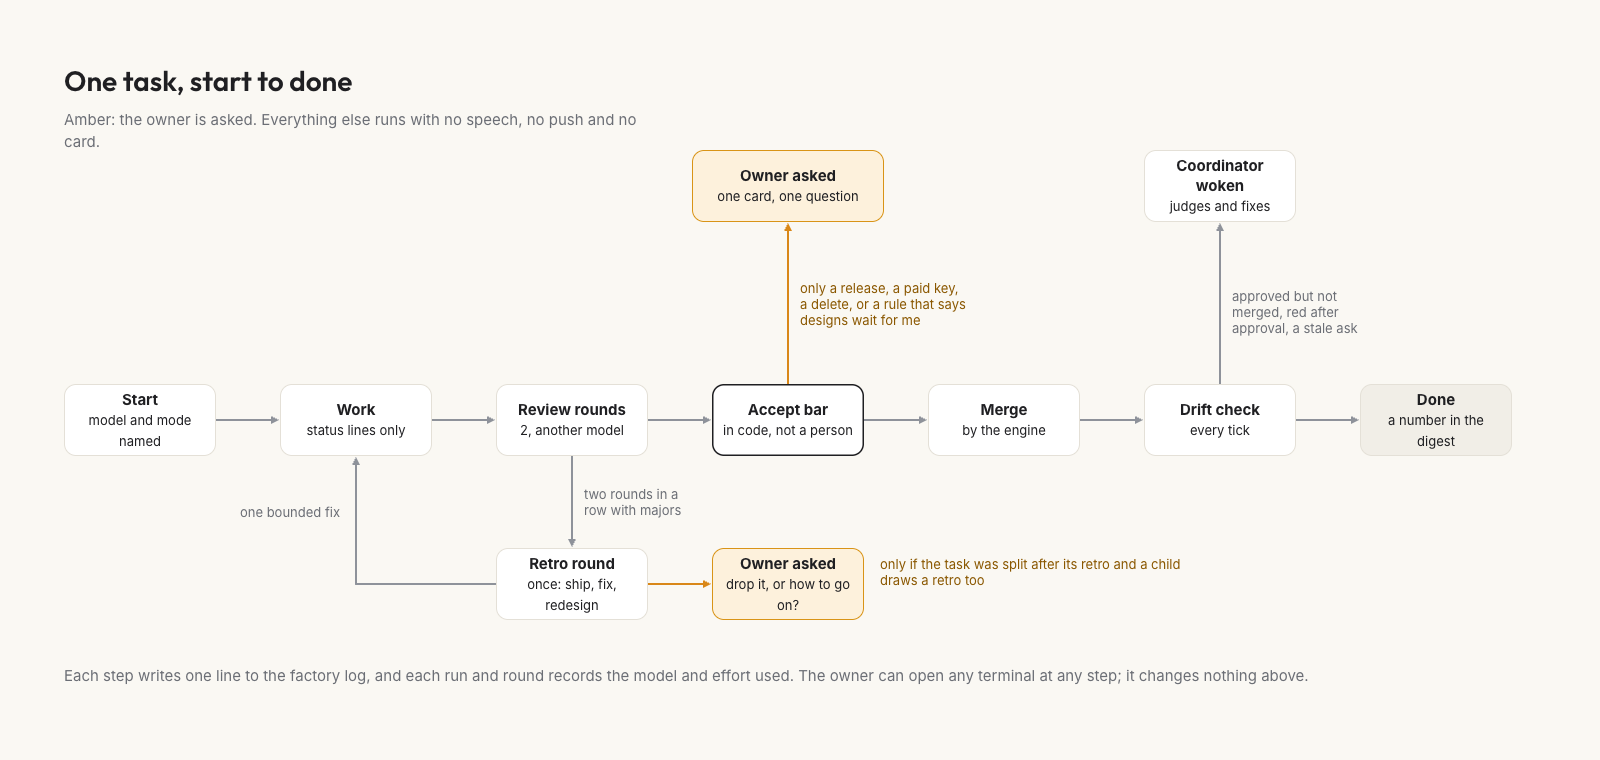 One task, start to done
Amber: the owner is asked. Everything else runs with no speech, no push and no
card.
Owner asked
one card, one question
Coordinator
woken
judges and fixes
only a release, a paid key,
a delete, or a rule that says
designs wait for me
approved but not
merged, red after
approval, a stale ask
Start
model and mode
named
Work
status lines only
Review rounds
2, another model
Accept bar
in code, not a person
Merge
by the engine
Drift check
every tick
Done
a number in the
digest
one bounded fix
two rounds in a
row with majors
Retro round
once: ship, fix,
redesign
Owner asked
drop it, or how to go
on?
only if the task was split after its retro and a child
draws a retro too
Each step writes one line to the factory log, and each run and round records the model and effort used. The owner can open any terminal at any step; it changes nothing above.